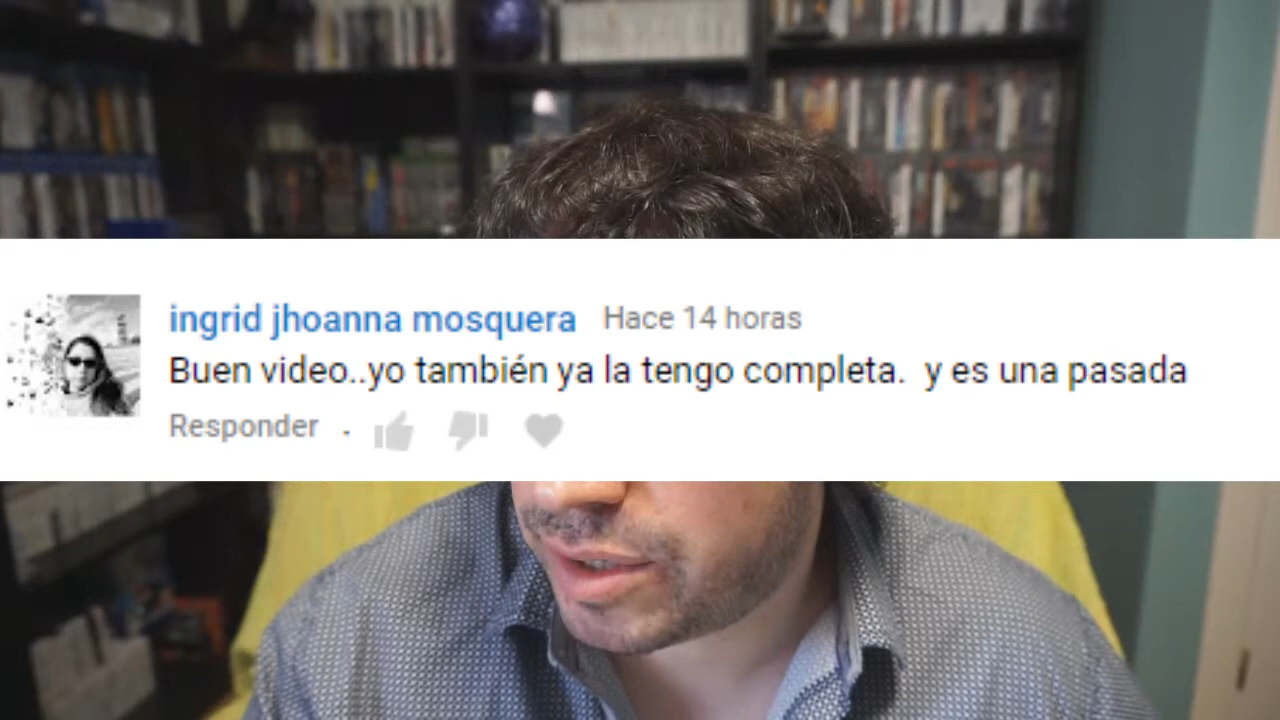 ingrid jhoanna mosquera Hace 14 horas
Buen video..yo también ya la tengo completa. y es una pasada
Responder .